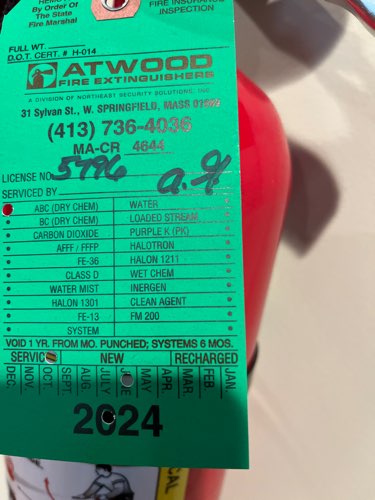 By Order Of
The State
Fire Marshal
INSPECTION
FULL WT.
D.O.T. CERT. # H-014
ATWOOD
FIRE EXTINGUISHERS
A DIVISION OF NORTHEAST SECURITY SOLUTIONS, INC.
31 Sylvan St., W. SPRINGFIELD, MASS 01089
(413) 736-4036
MA-CR 4644
LICENSE NO. 5796
SERVICED BY a.y
ABC (DRY CHEM) WATER
BC (DRY CHEM) LOADED STREAM
CARBON DIOXIDE PURPLE K (PK)
AFFF / FFFP HALOTRON
FE-36 HALON 1211
CLASS D WET CHEM
WATER MIST INERGEN
HALON 1301 CLEAN AGENT
FE-13 FM 200
SYSTEM
VOID 1 YR. FROM MO. PUNCHED; SYSTEMS 6 MOS.
SERVICE NEW RECHARGED
DEC. NOV. OCT. SEPT. AUG. JULY JUNE MAY APR. MAR. FEB. JAN.
2024
CAL